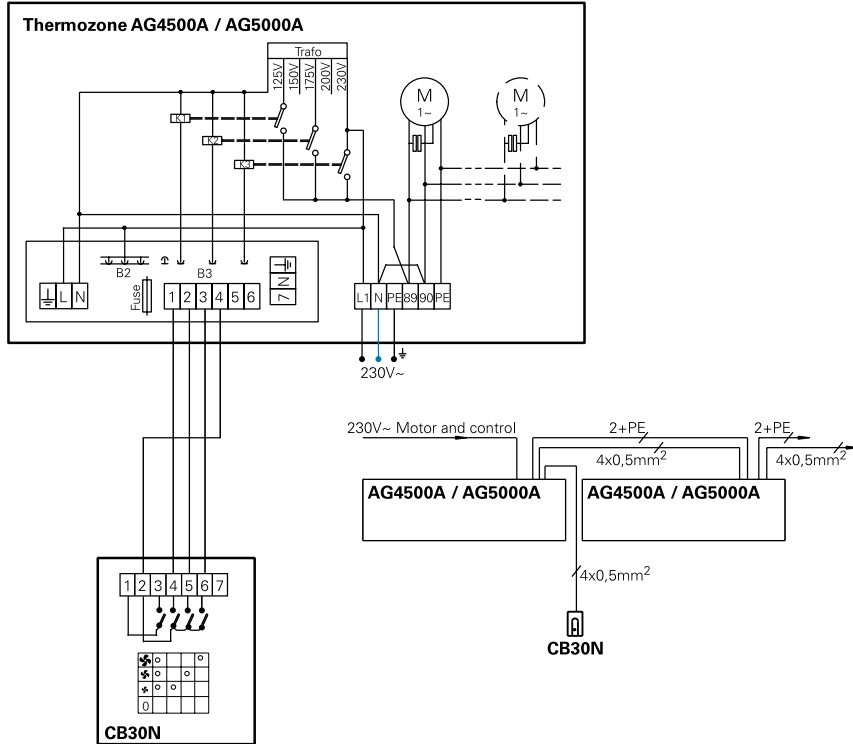 Thermozone AG4500A / AG5000A
Trafo
125V 150V 175V 200V 230V
M
1~
M
1~
K1
K2
K3
B2
B3
L N
Fuse
1 2 3 4 5 6
7 N
L1 N PE 89 90 PE
230V~
230V~ Motor and control
2+PE
2+PE
4x0,5mm²
4x0,5mm²
AG4500A / AG5000A
AG4500A / AG5000A
4x0,5mm²
CB30N
1 2 3 4 5 6 7
0
CB30N